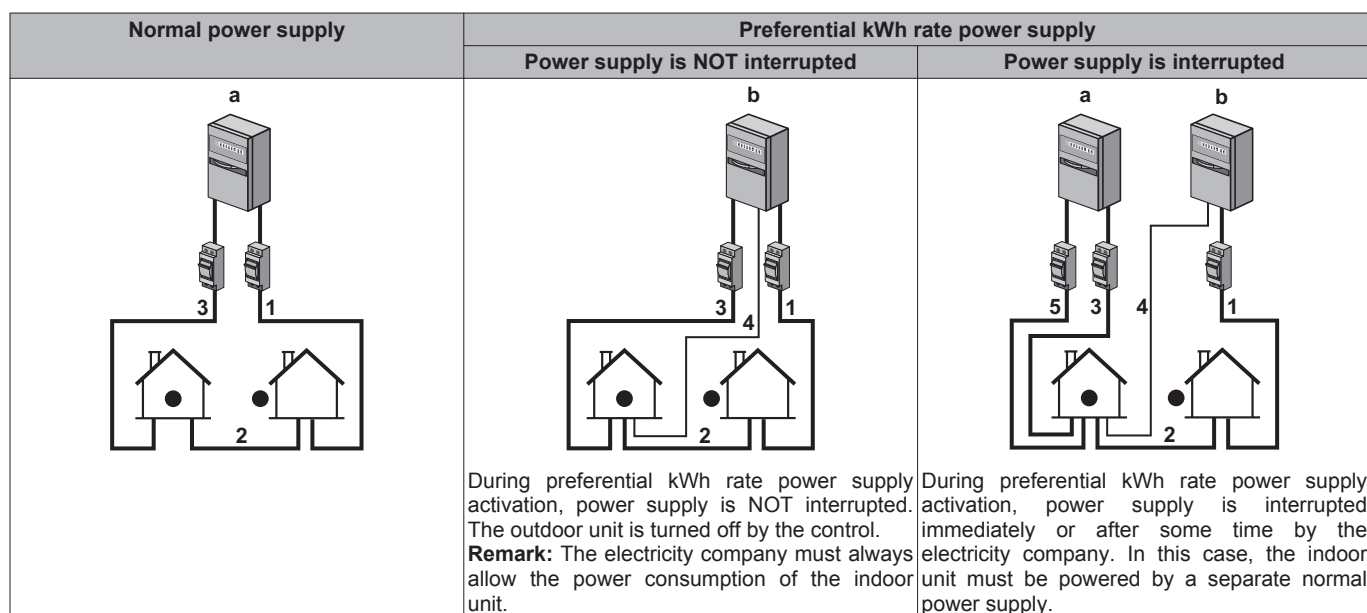 Normal power supply
Preferential kWh rate power supply
Power supply is NOT interrupted
Power supply is interrupted
a
3
1
2
b
3
4
1
2
During preferential kWh rate power supply
activation, power supply is NOT interrupted.
The outdoor unit is turned off by the control.
Remark: The electricity company must always
allow the power consumption of the indoor
unit.
a
b
5
3
4
1
2
During preferential kWh rate power supply
activation, power supply is interrupted
immediately or after some time by the
electricity company. In this case, the indoor
unit must be powered by a separate normal
power supply.